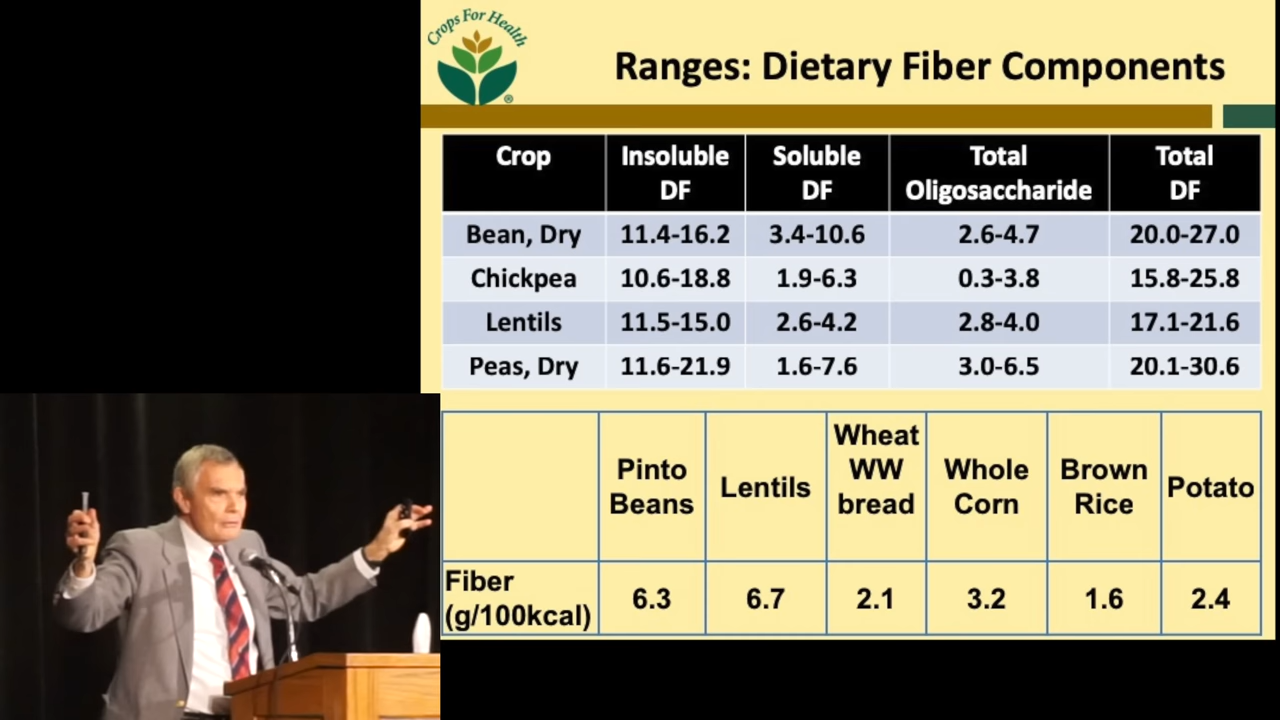 Crops For Health
®
Ranges: Dietary Fiber Components
Crop Insoluble DF Soluble DF Total Oligosaccharide Total DF
Bean, Dry 11.4-16.2 3.4-10.6 2.6-4.7 20.0-27.0
Chickpea 10.6-18.8 1.9-6.3 0.3-3.8 15.8-25.8
Lentils 11.5-15.0 2.6-4.2 2.8-4.0 17.1-21.6
Peas, Dry 11.6-21.9 1.6-7.6 3.0-6.5 20.1-30.6
Pinto Beans Lentils Wheat WW bread Whole Corn Brown Rice Potato
Fiber (g/100kcal) 6.3 6.7 2.1 3.2 1.6 2.4